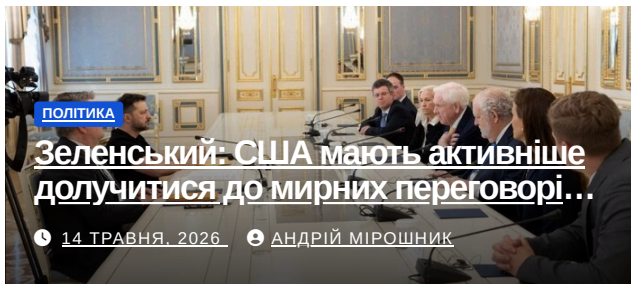 ПОЛІТИКА
Зеленський: США мають активніше
долучитися до мирних переговорі...
14 ТРАВНЯ, 2026
АНДРІЙ МІРОШНИК